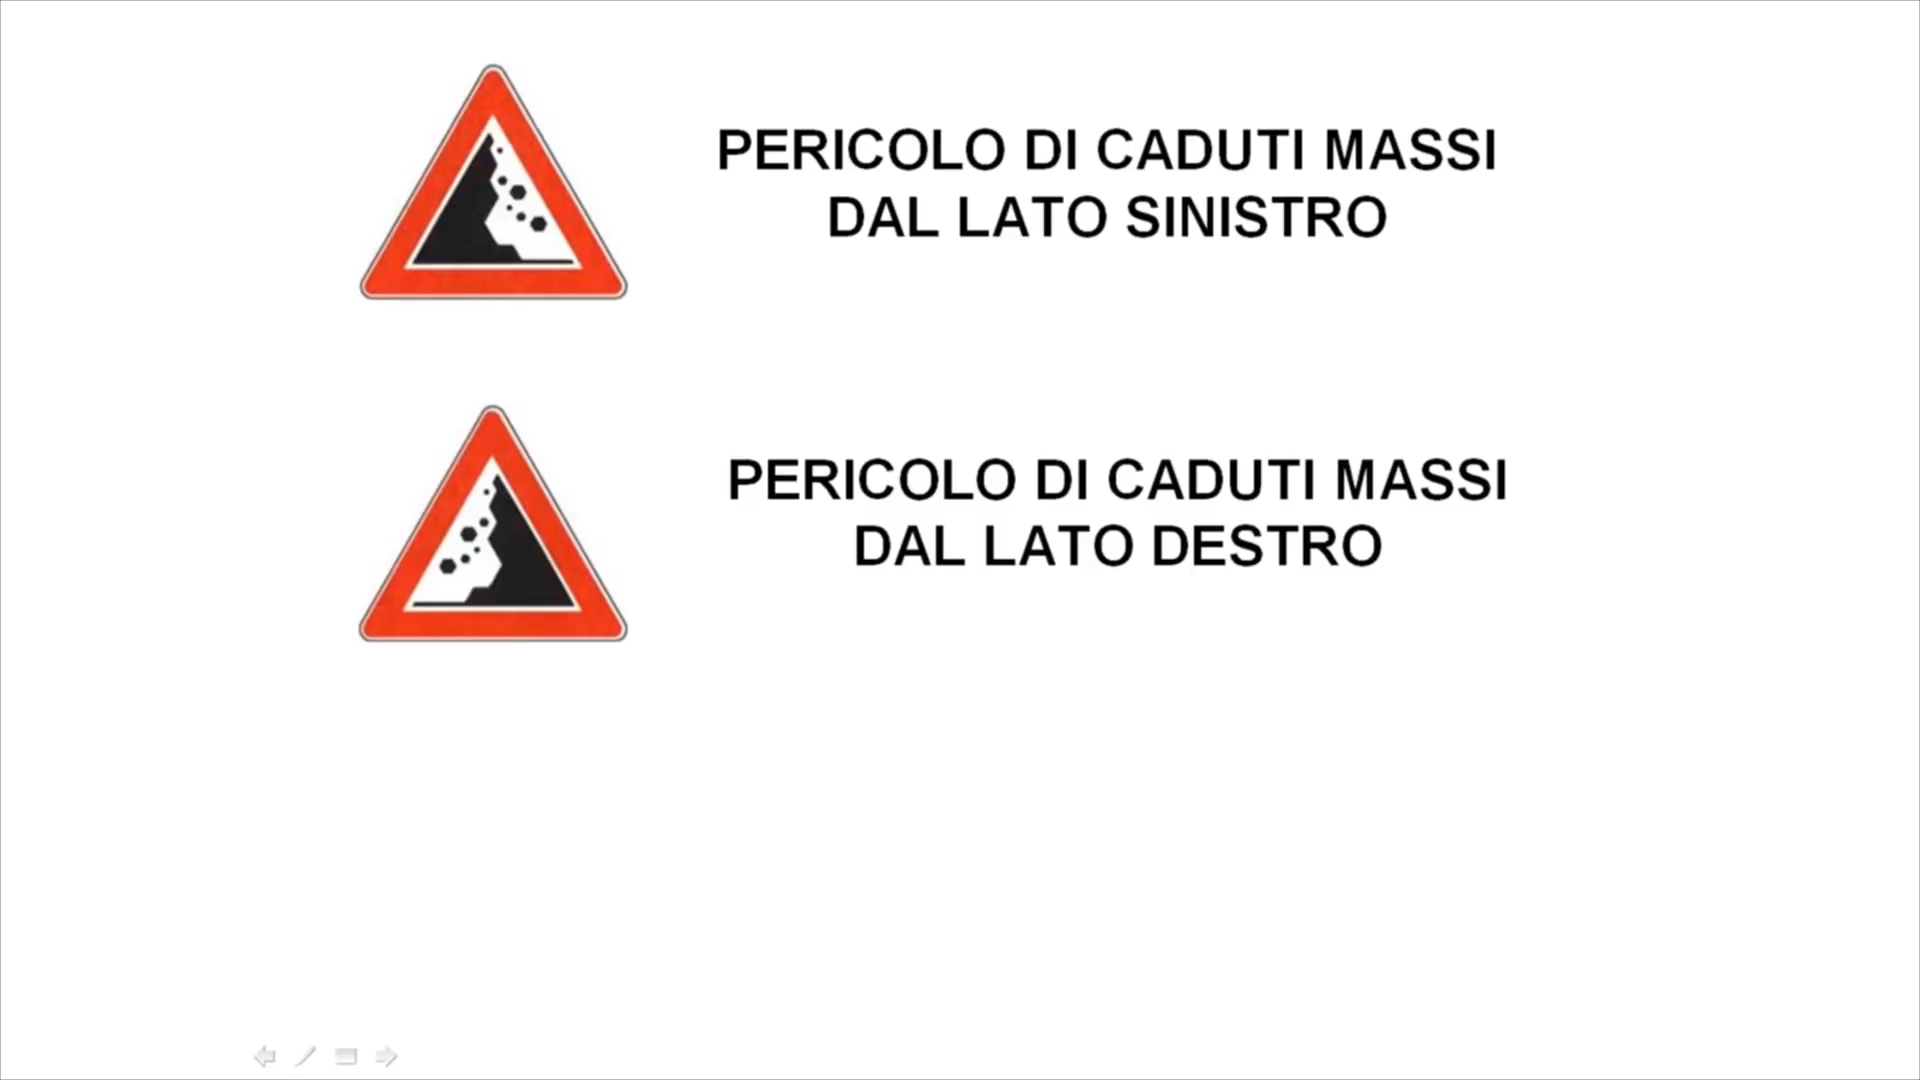 PERICOLO DI CADUTI MASSI
DAL LATO SINISTRO
PERICOLO DI CADUTI MASSI
DAL LATO DESTRO